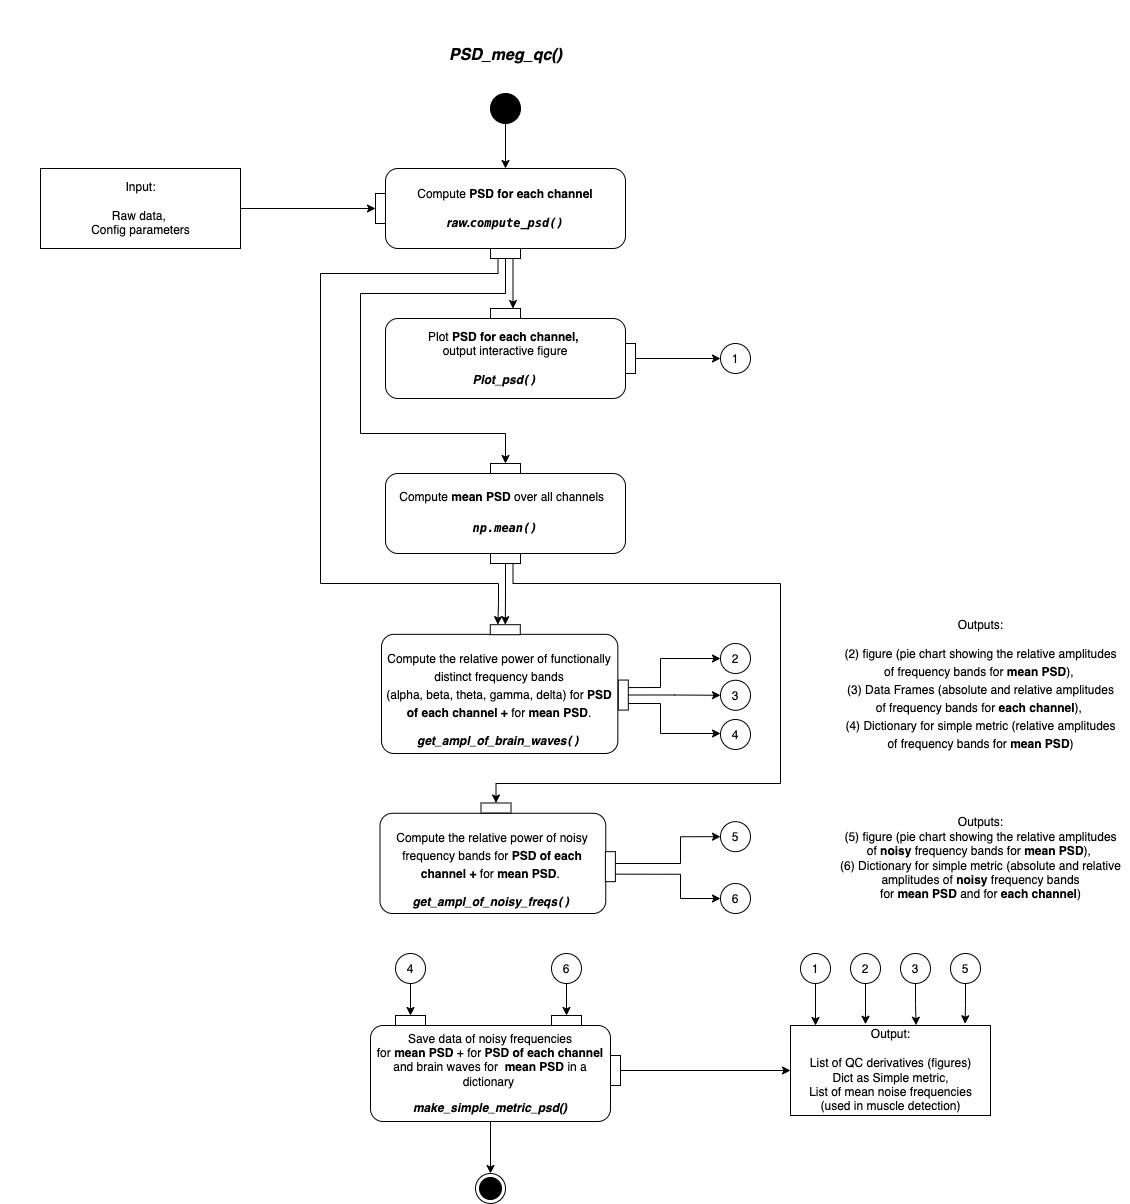 PSD_meg_qc()
Input:
Raw data,
Config parameters
Compute PSD for each channel
raw.compute_psd()
Plot PSD for each channel,
output interactive figure
Plot_psd()
1
Compute mean PSD over all channels
np.mean()
Compute the relative power of functionally
distinct frequency bands
(alpha, beta, theta, gamma, delta) for PSD
of each channel + for mean PSD.
get_ampl_of_brain_waves()
2
3
4
Outputs:
(2) figure (pie chart showing the relative amplitudes
of frequency bands for mean PSD),
(3) Data Frames (absolute and relative amplitudes
of frequency bands for each channel),
(4) Dictionary for simple metric (relative amplitudes
of frequency bands for mean PSD)
Compute the relative power of noisy
frequency bands for PSD of each
channel + for mean PSD.
get_ampl_of_noisy_freqs()
5
6
Outputs:
(5) figure (pie chart showing the relative amplitudes
of noisy frequency bands for mean PSD),
(6) Dictionary for simple metric (absolute and relative
amplitudes of noisy frequency bands
for mean PSD and for each channel)
4
6
Save data of noisy frequencies
for mean PSD + for PSD of each channel
and brain waves for mean PSD in a
dictionary
make_simple_metric_psd()
1
2
3
5
Output:
List of QC derivatives (figures)
Dict as Simple metric,
List of mean noise frequencies
(used in muscle detection)